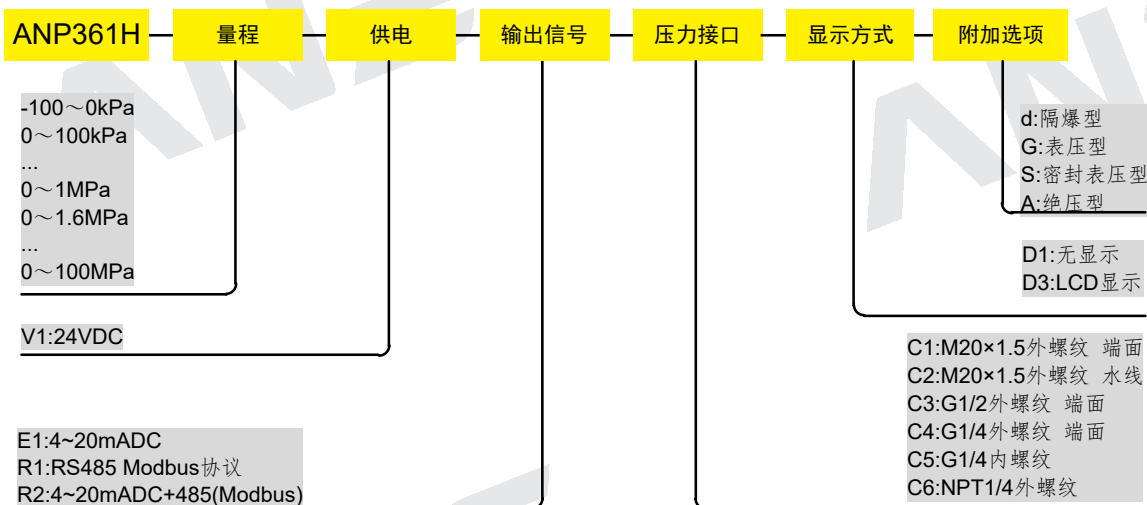 ANP361H 量程 供电 输出信号 压力接口 显示方式 附加选项
-100～0kPa
0～100kPa
...
0～1MPa
0～1.6MPa
...
0～100MPa
V1:24VDC
E1:4~20mADC
R1:RS485 Modbus协议
R2:4~20mADC+485(Modbus)
d:隔爆型
G:表压型
S:密封表压型
A:绝压型
D1:无显示
D3:LCD显示
C1:M20×1.5外螺纹 端面
C2:M20×1.5外螺纹 水线
C3:G1/2外螺纹 端面
C4:G1/4外螺纹 端面
C5:G1/4内螺纹
C6:NPT1/4外螺纹